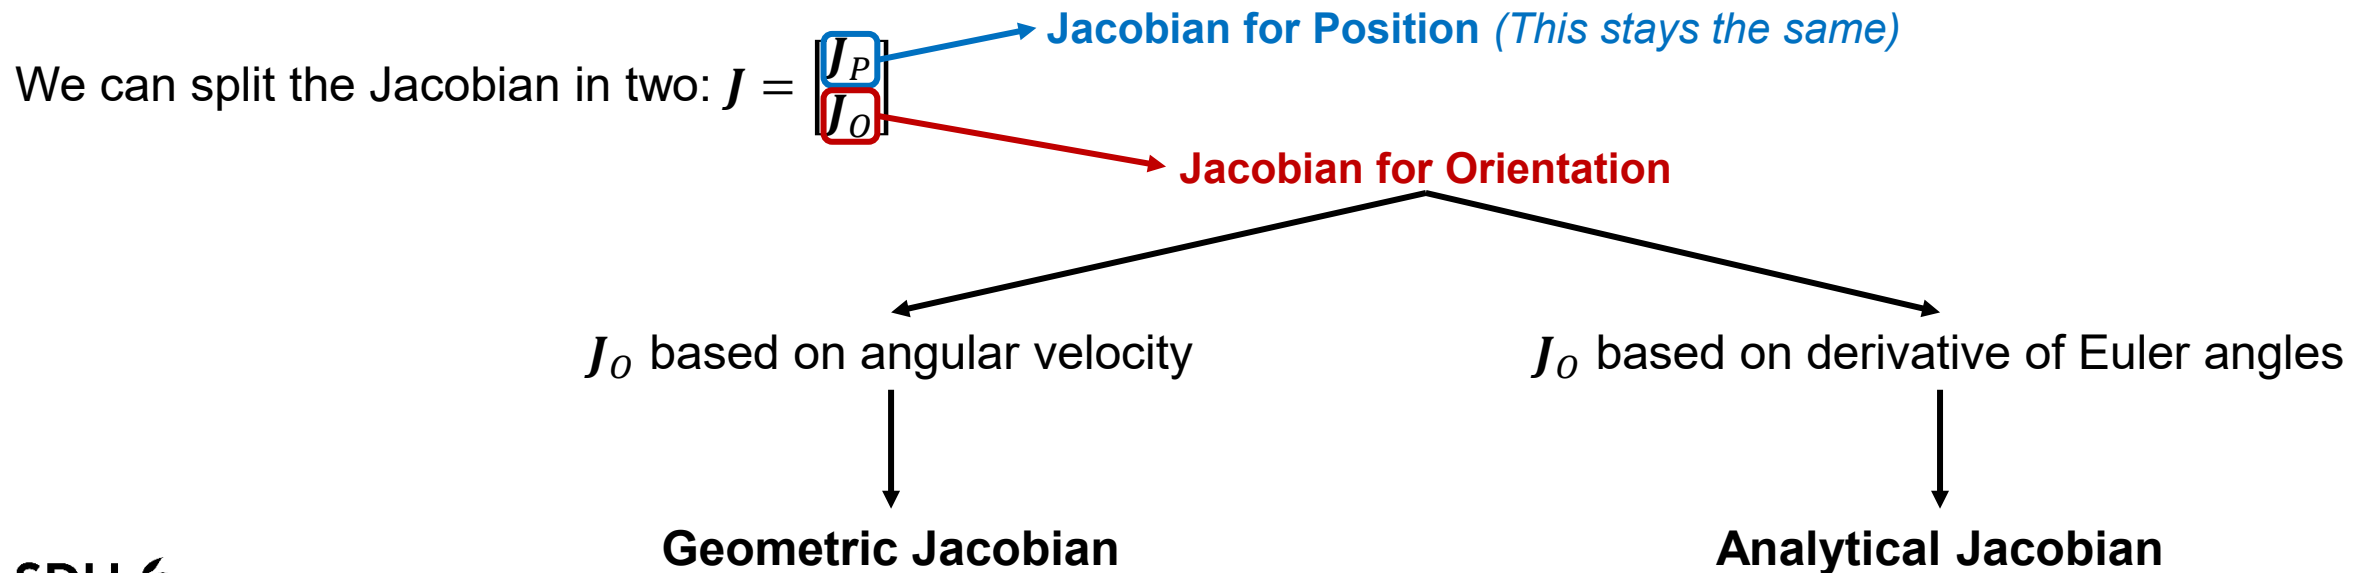 Jacobian for Position (This stays the same)
We can split the Jacobian in two: J = [J_P J_O]
Jacobian for Orientation
J_O based on angular velocity J_O based on derivative of Euler angles
Geometric Jacobian Analytical Jacobian